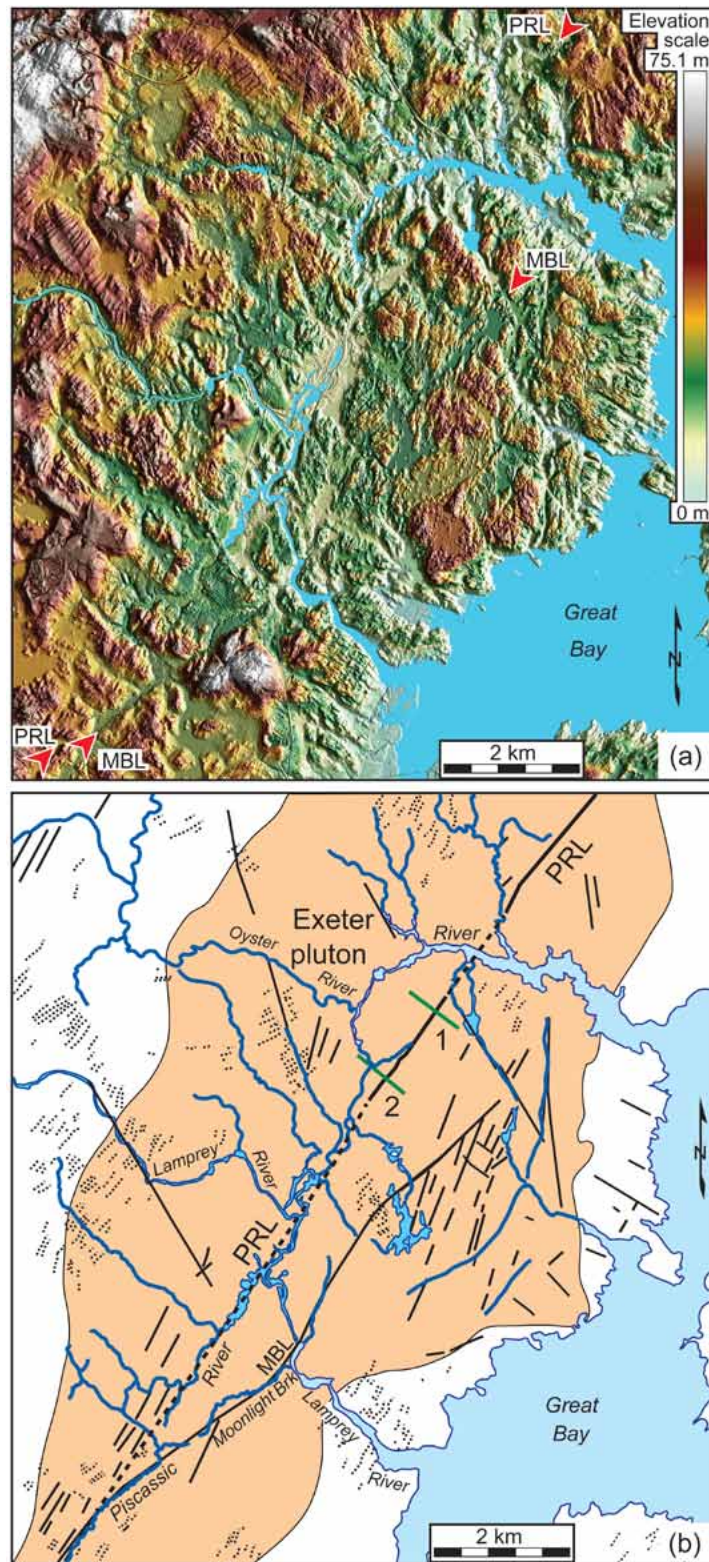 PRL
Elevation
scale
75.1 m
MBL
0 m
Great
Bay
N
PRL
MBL
2 km
(a)
PRL
Exeter
pluton
Oyster
River
River
1
2
N
Lamprey
River
PRL
River
MBL
Moonlight Brk
Piscassic
Lamprey
River
Great
Bay
2 km
(b)